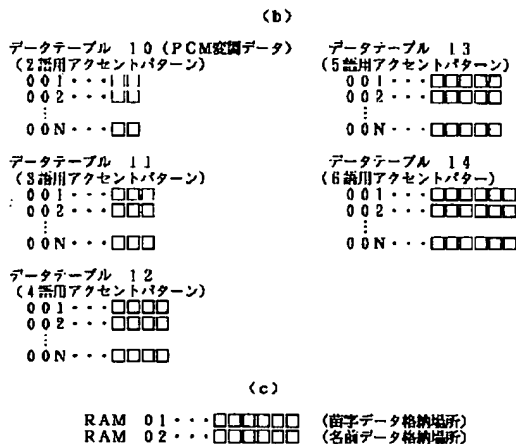 (b)
データテーブル 10(PCM変調データ)
(2語用アクセントパターン)
001・・・□□
002・・・□□
⋮
00N・・・□□
データテーブル 11
(3語用アクセントパターン)
001・・・□□□
002・・・□□□
⋮
00N・・・□□□
データテーブル 12
(4語用アクセントパターン)
001・・・□□□□
002・・・□□□□
⋮
00N・・・□□□□
データテーブル 13
(5語用アクセントパターン)
001・・・□□□□□
002・・・□□□□□
⋮
00N・・・□□□□□
データテーブル 14
(6語用アクセントパター)
001・・・□□□□□□
002・・・□□□□□□
⋮
00N・・・□□□□□□
(c)
RAM 01・・・□□□□□□ (苗字データ格納場所)
RAM 02・・・□□□□□□ (名前データ格納場所)